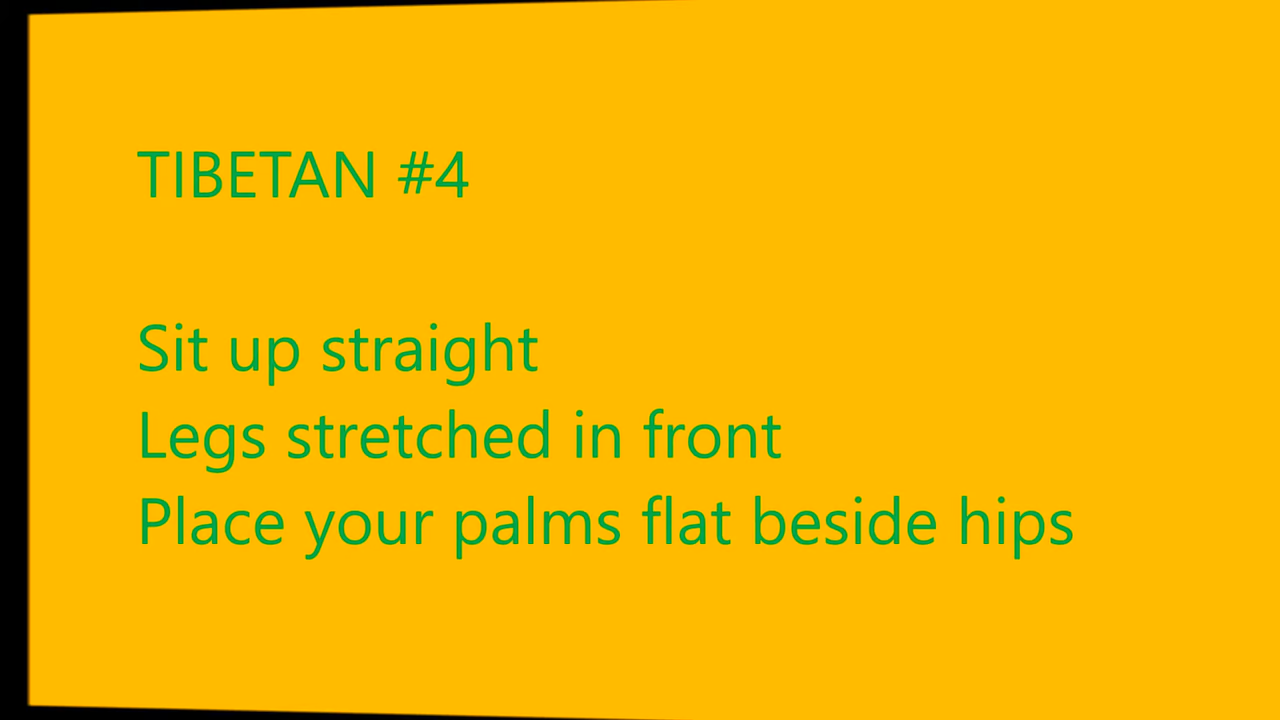 TIBETAN #4
Sit up straight
Legs stretched in front
Place your palms flat beside hips